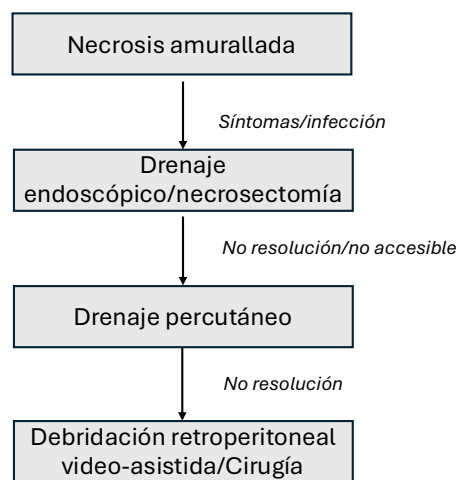 Necrosis amurallada
Síntomas/infección
Drenaje
endoscópico/necrosectomía
No resolución/no accesible
Drenaje percutáneo
No resolución
Debridación retroperitoneal
video-asistida/Cirugía